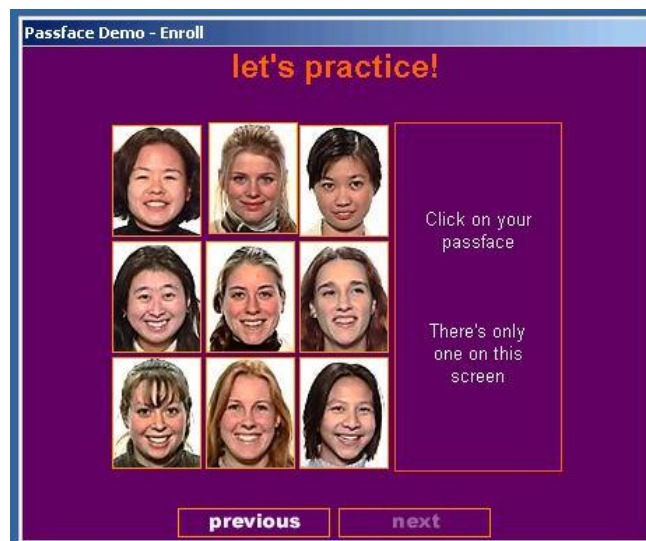 Passface Demo - Enroll
let's practice!
Click on your
passface
There's only
one on this
screen
previous
next